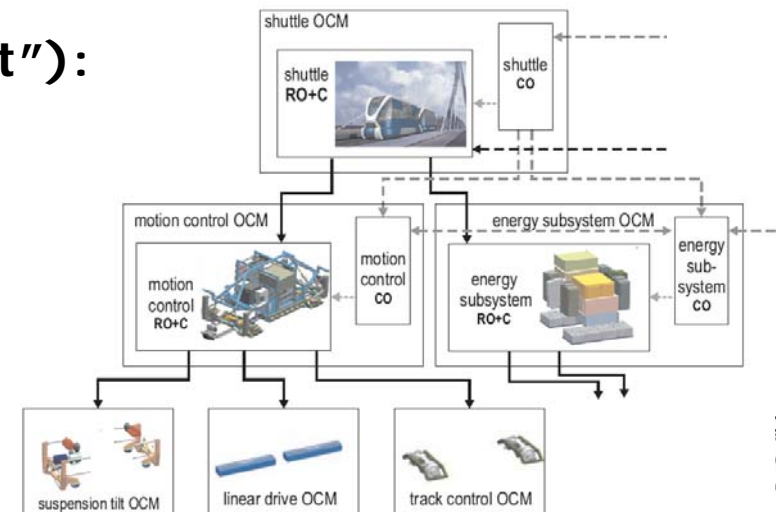 t"):
shuttle OCM
shuttle
RO+C
shuttle
CO
motion control OCM
motion
control
RO+C
motion
control
CO
energy subsystem OCM
energy
subsystem
RO+C
energy
sub-
system
CO
suspension tilt OCM
linear drive OCM
track control OCM